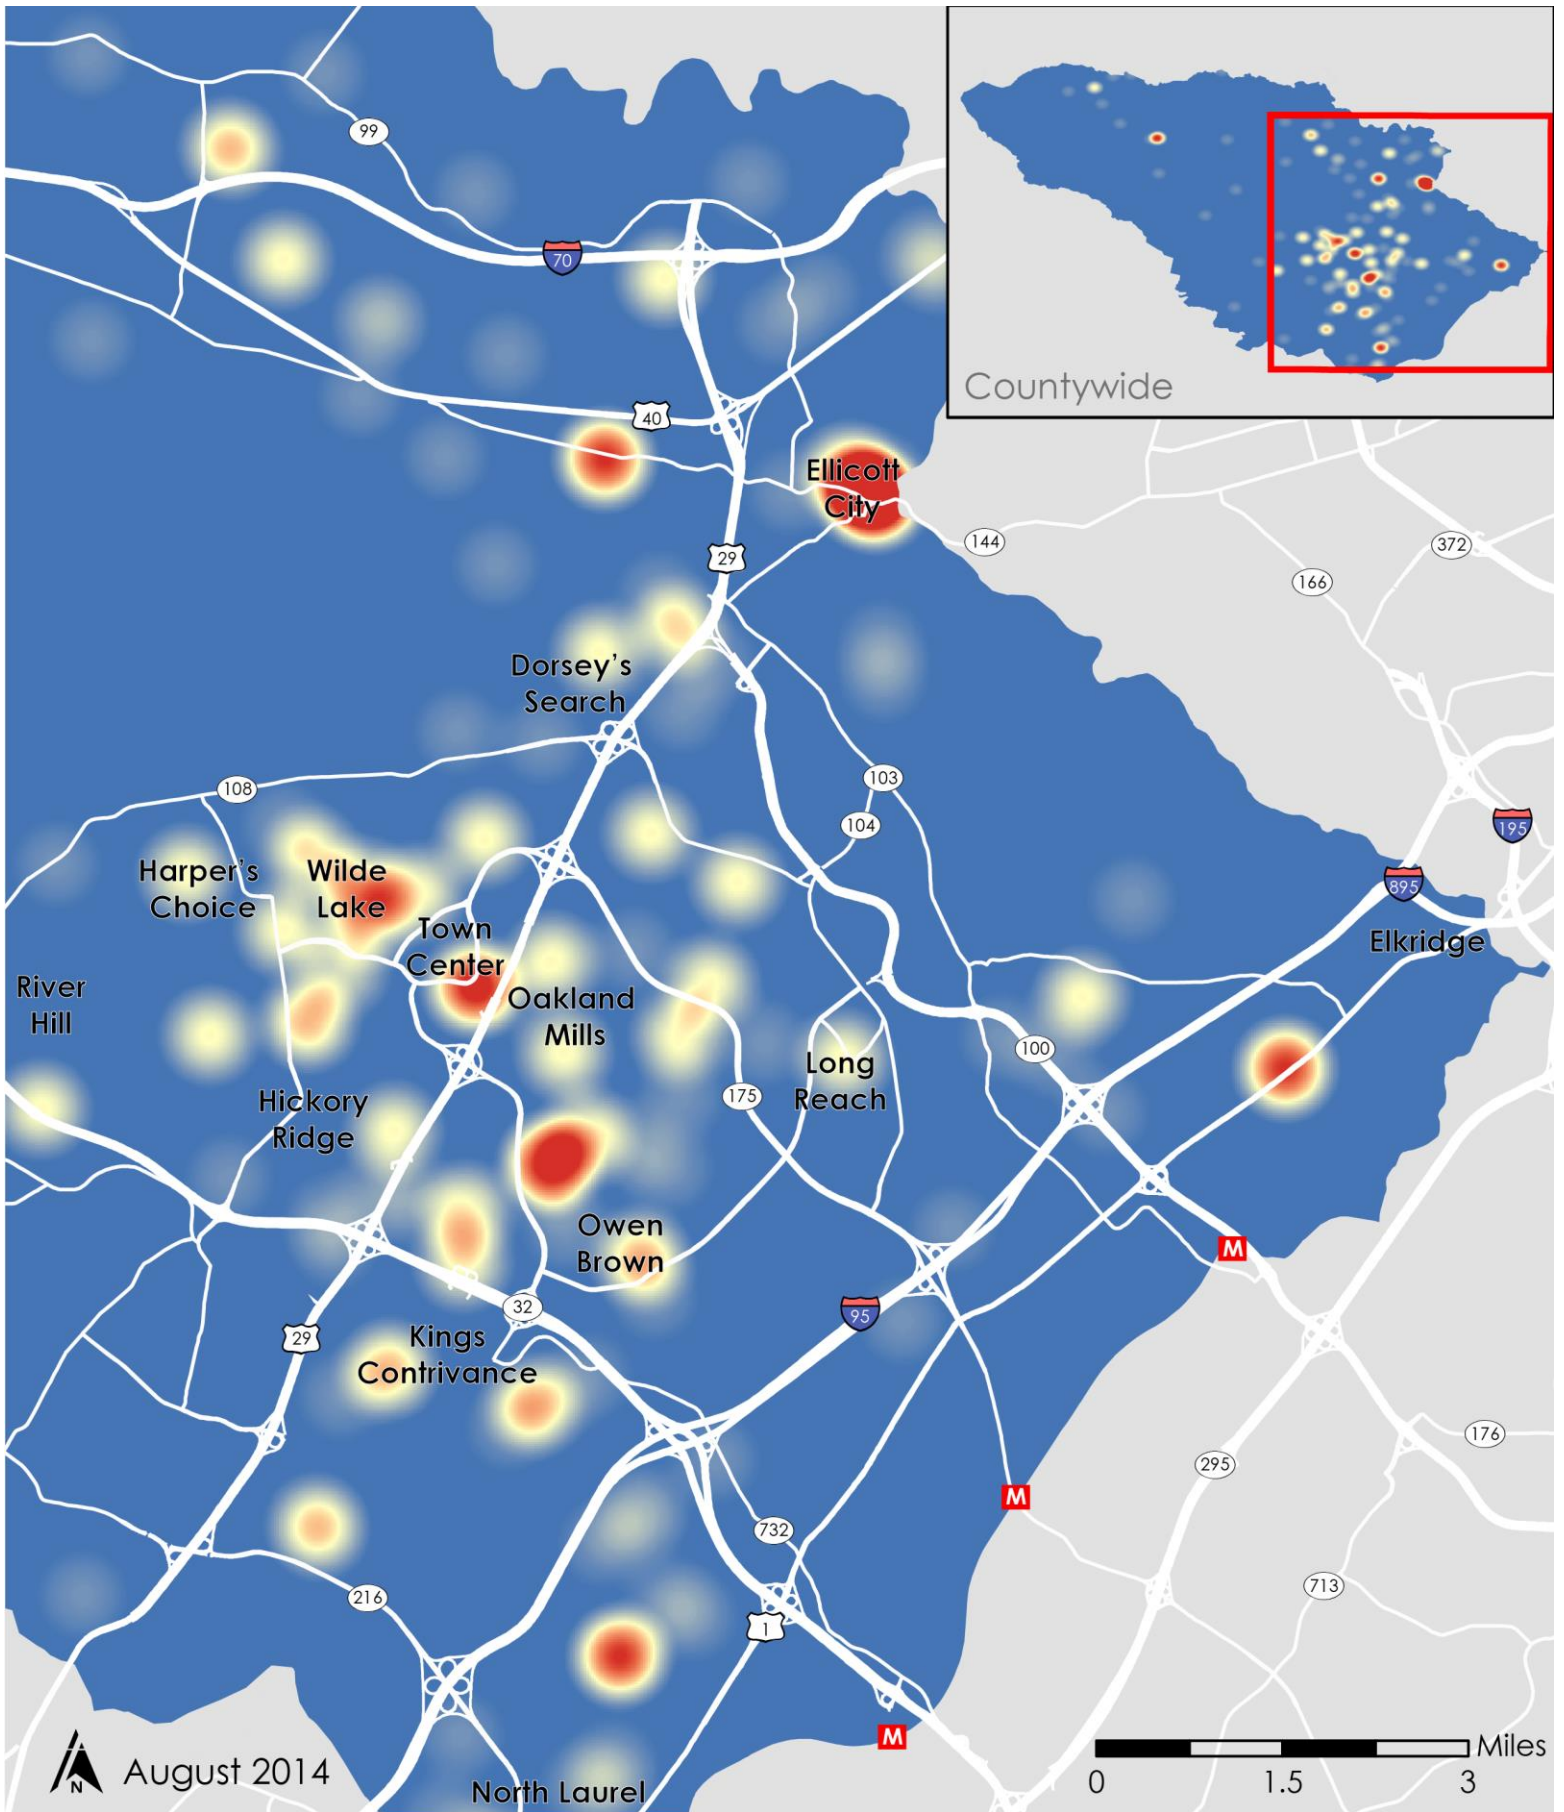 Countywide
99
70
40
Ellicott
City
144
372
29
166
Dorsey's
Search
108
103
104
195
895
Harper's
Choice
Wilde
Lake
Town
Center
Elkridge
River
Hill
Oakland
Mills
100
Long
Reach
175
Hickory
Ridge
Owen
Brown
M
32
95
29
Kings
Contrivance
176
295
M
732
713
216
1
M
Miles
0 1.5 3
N
August 2014
North Laurel